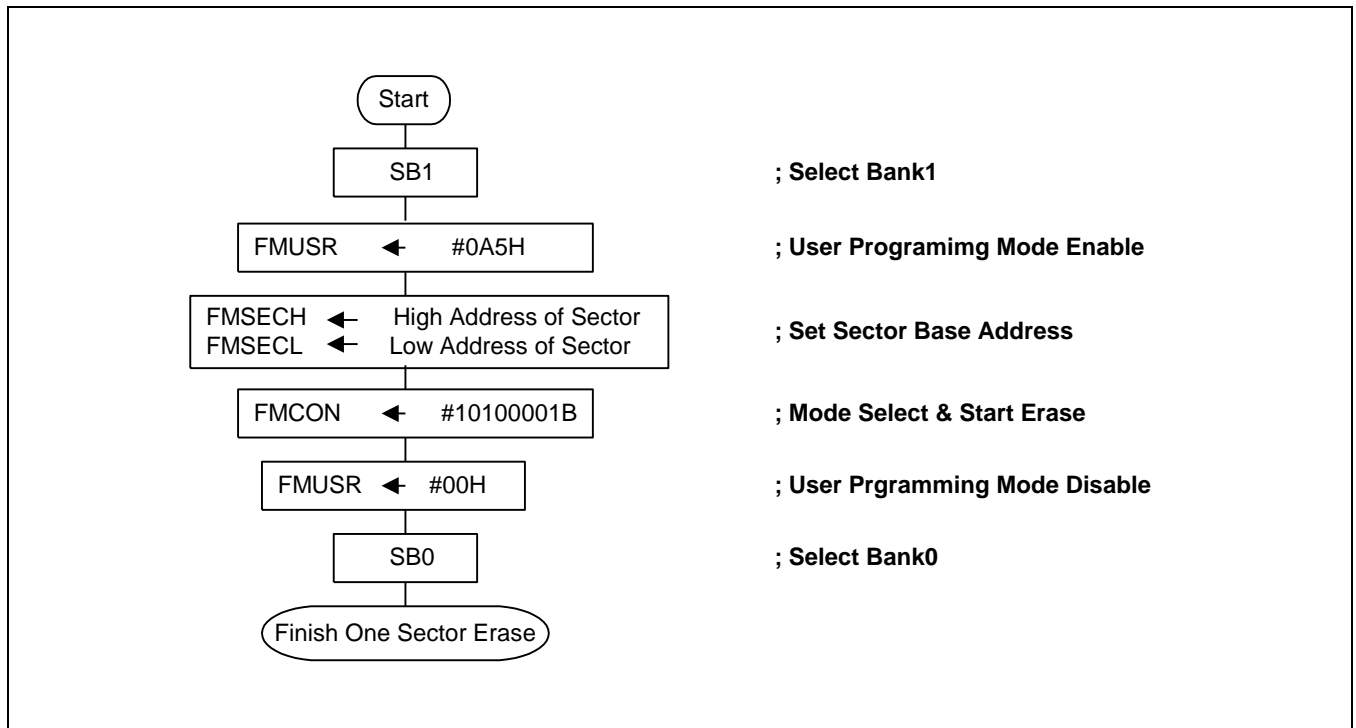 Start
SB1 ; Select Bank1
FMUSR ← #0A5H ; User Programimg Mode Enable
FMSECH ← High Address of Sector
FMSECL ← Low Address of Sector
; Set Sector Base Address
FMCON ← #10100001B ; Mode Select & Start Erase
FMUSR ← #00H ; User Prgramming Mode Disable
SB0 ; Select Bank0
Finish One Sector Erase